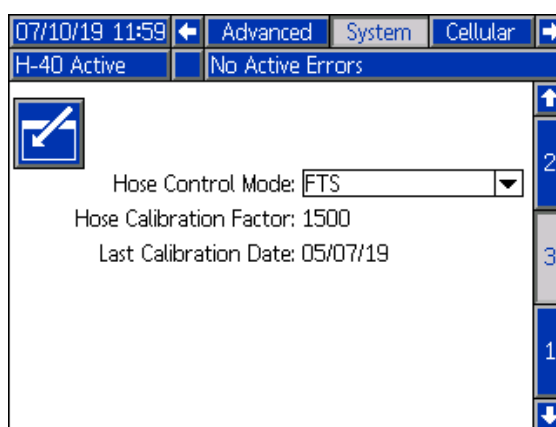 07/10/19 11:59 Advanced System Cellular
H-40 Active No Active Errors
2
Hose Control Mode: FTS
Hose Calibration Factor: 1500
Last Calibration Date: 05/07/19
3
1